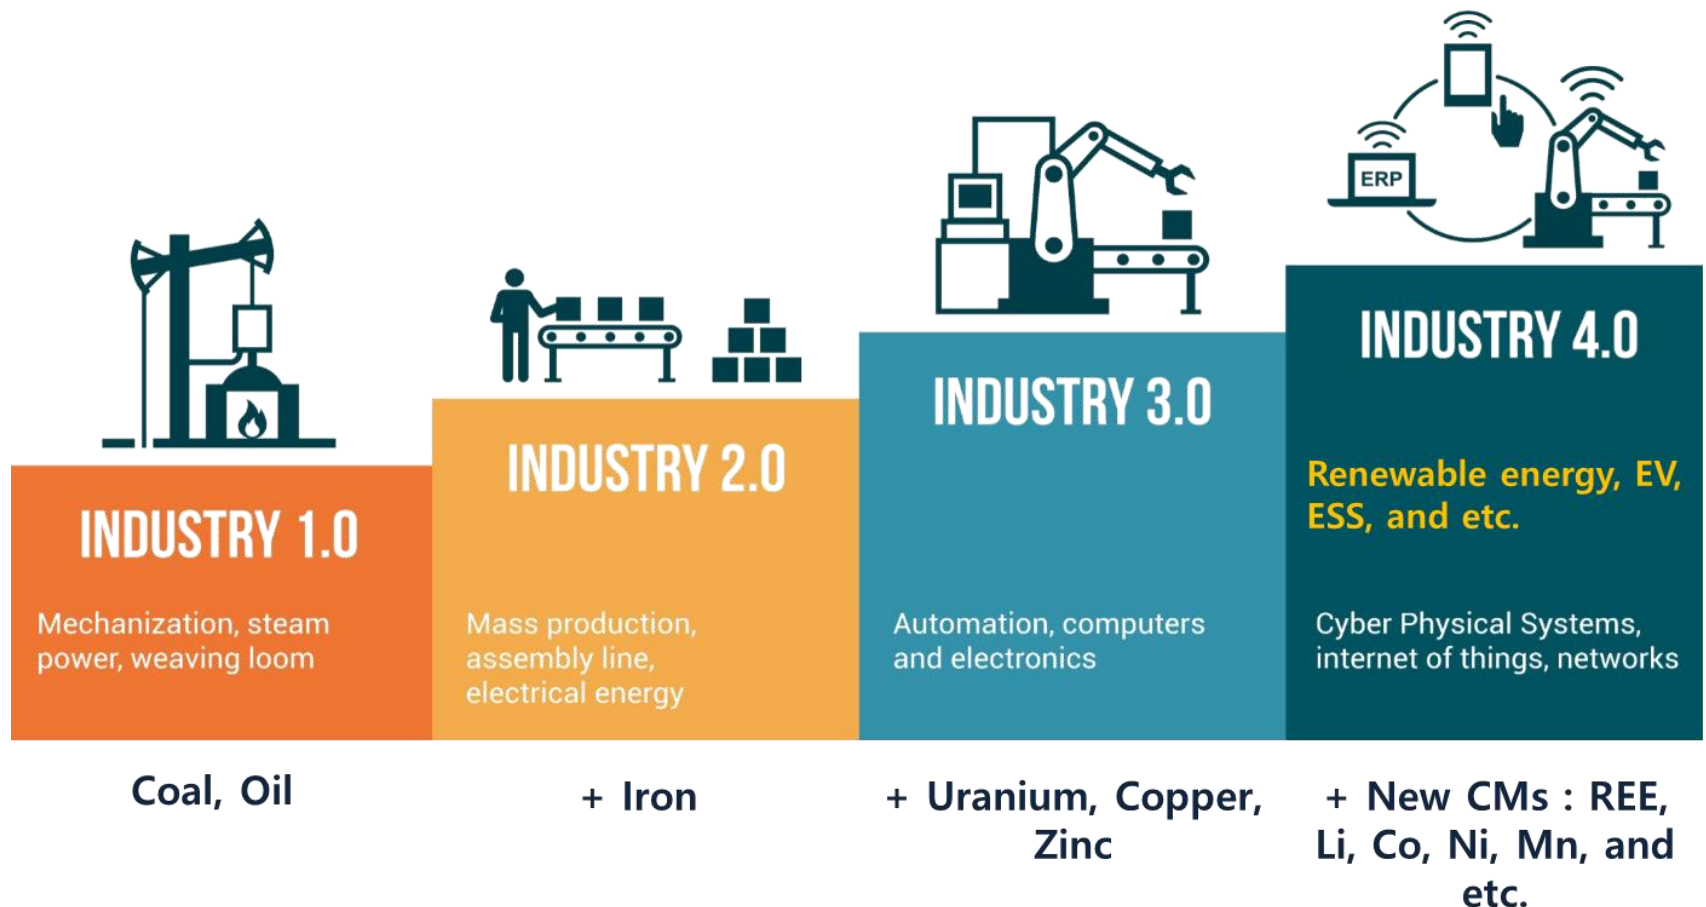 ERP
INDUSTRY 1.0
Mechanization, steam
power, weaving loom
Coal, Oil
INDUSTRY 2.0
Mass production,
assembly line,
electrical energy
+ Iron
INDUSTRY 3.0
Automation, computers
and electronics
+ Uranium, Copper,
Zinc
INDUSTRY 4.0
Renewable energy, EV,
ESS, and etc.
Cyber Physical Systems,
internet of things, networks
+ New CMs : REE,
Li, Co, Ni, Mn, and
etc.